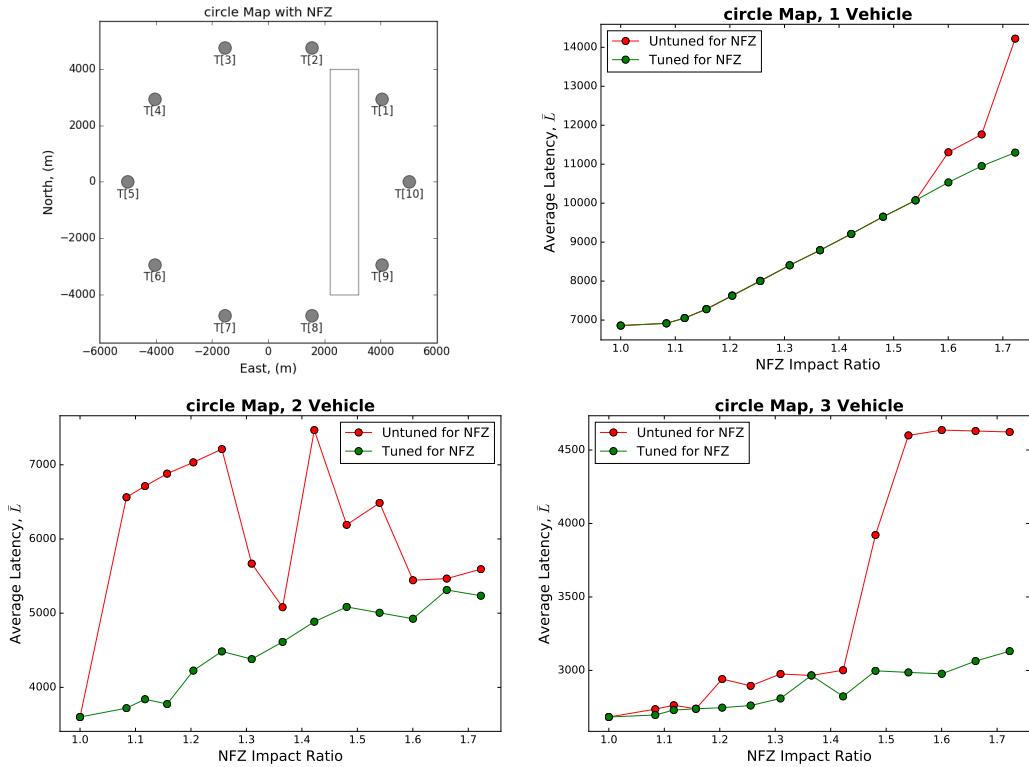 circle Map with NFZ
T[3]
T[2]
4000
T[4]
T[1]
2000
North, (m)
0
T[5]
T[10]
−2000
T[6]
T[9]
−4000
T[7]
T[8]
−6000 −4000 −2000 0 2000 4000 6000
East, (m)
circle Map, 1 Vehicle
Untuned for NFZ
Tuned for NFZ
14000
13000
12000
11000
10000
9000
8000
7000
Average Latency, L̄
1.0 1.1 1.2 1.3 1.4 1.5 1.6 1.7
NFZ Impact Ratio
circle Map, 2 Vehicle
Untuned for NFZ
Tuned for NFZ
7000
6000
5000
4000
Average Latency, L̄
1.0 1.1 1.2 1.3 1.4 1.5 1.6 1.7
NFZ Impact Ratio
circle Map, 3 Vehicle
Untuned for NFZ
Tuned for NFZ
4500
4000
3000
3000
Average Latency, L̄
1.0 1.1 1.2 1.3 1.4 1.5 1.6 1.7
NFZ Impact Ratio